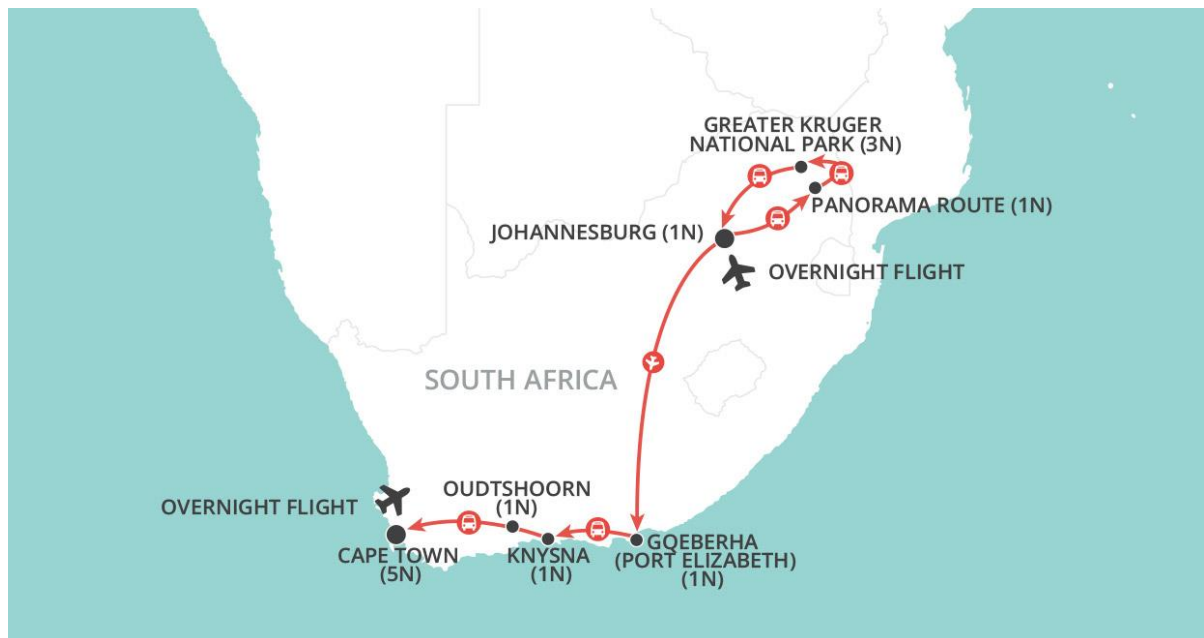 GREATER KRUGER
NATIONAL PARK (3N)
PANORAMA ROUTE (1N)
JOHANNESBURG (1N)
OVERNIGHT FLIGHT
SOUTH AFRICA
OUDTSHOORN
(1N)
OVERNIGHT FLIGHT
CAPE TOWN
(5N)
KNYSNA
(1N)
GQEBERHA
(PORT ELIZABETH)
(1N)